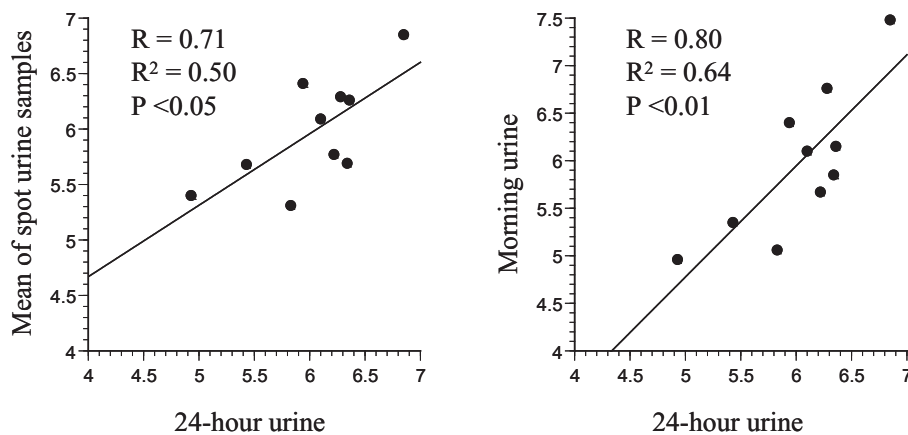 R = 0.71
R² = 0.50
P <0.05
Mean of spot urine samples
7
6.5
6
5.5
5
4.5
4
4 4.5 5 5.5 6 6.5 7
24-hour urine
R = 0.80
R² = 0.64
P <0.01
Morning urine
7.5
7
6.5
6
5.5
5
4.5
4
4 4.5 5 5.5 6 6.5 7
24-hour urine